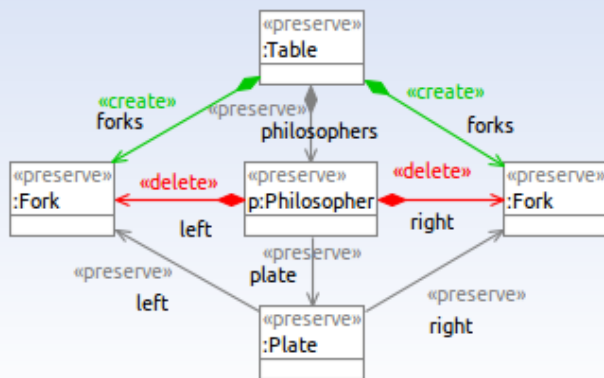 «preserve»
:Table
«create»
forks
«preserve»
philosophers
«create»
forks
«preserve»
:Fork
«delete»
left
«preserve»
p:Philosopher
«delete»
right
«preserve»
:Fork
«preserve»
left
«preserve»
plate
«preserve»
right
«preserve»
:Plate